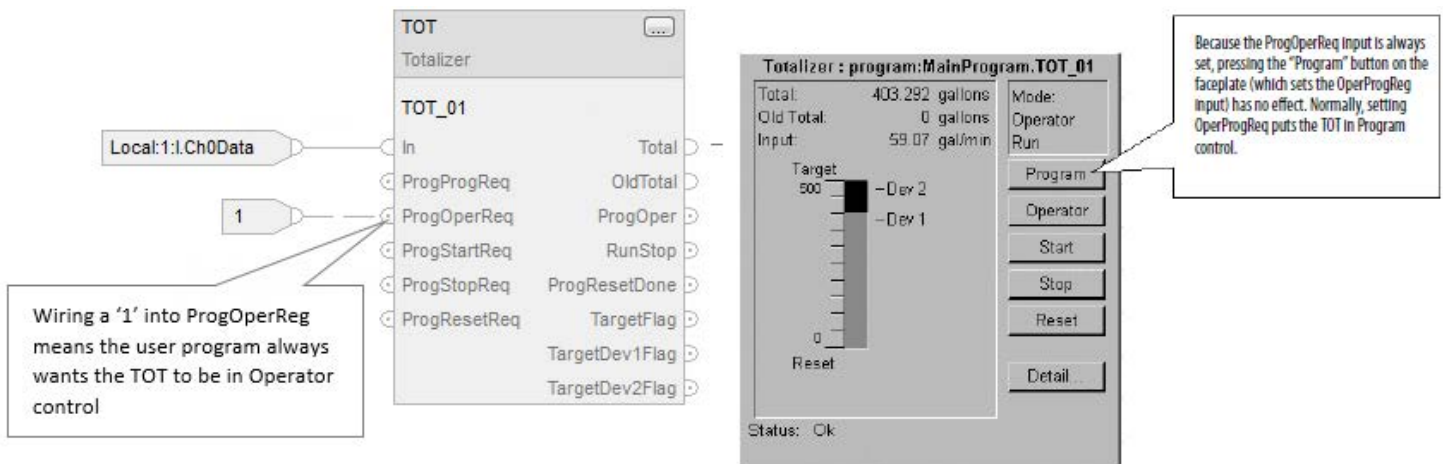 TOT
...
Totalizer
TOT_01
Local:1:I.Ch0Data
In
Total
ProgProgReq
OldTotal
1
ProgOperReq
ProgOper
ProgStartReq
RunStop
ProgStopReq
ProgResetDone
ProgResetReq
TargetFlag
TargetDev1Flag
TargetDev2Flag
Wiring a ‘1’ into ProgOperReg
means the user program always
wants the TOT to be in Operator
control
Totalizer : program:MainProgram.TOT_01
Total: 403.292 gallons
Old Total: 0 gallons
Input: 59.07 gal/min
Mode:
Operator
Run
Target
500
Dev 2
Dev 1
0
Reset
Program
Operator
Start
Stop
Reset
Detail...
Status: Ok
Because the ProgOperReq input is always
set, pressing the “Program” button on the
faceplate (which sets the OperProgReg
input) has no effect. Normally, setting
OperProgReq puts the TOT in Program
control.